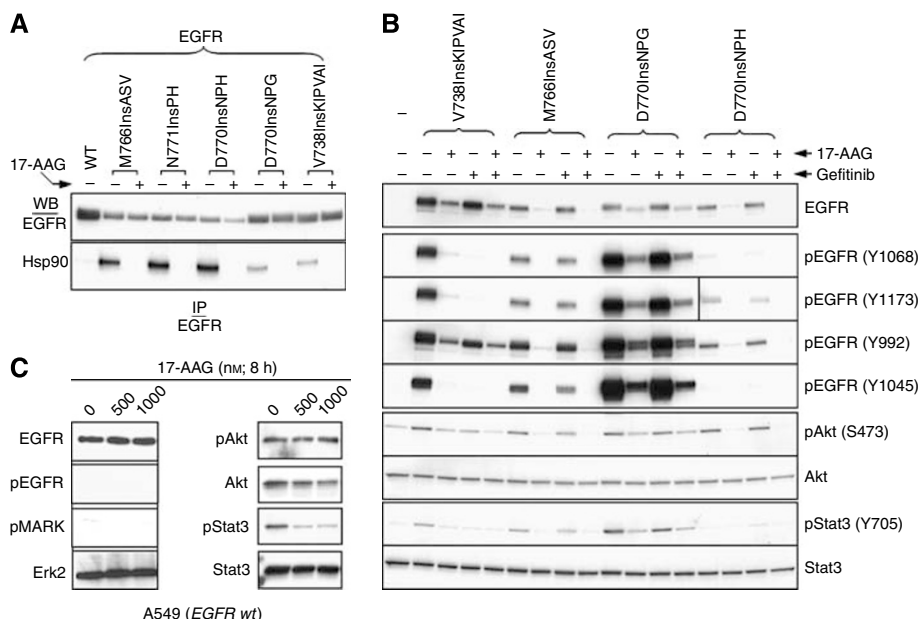 A
EGFR
WT
M766InsASV
N771InsPH
D770InsNPH
D770InsNPG
V738InsKIPVAI
17-AAG
– – + – + – + – + – +
WB
EGFR
Hsp90
IP
EGFR
B
V738InsKIPVAI
M766InsASV
D770InsNPG
D770InsNPH
–
– – + – + – + – + – + – + – – + 17-AAG
– – – + + – – + + – – + + – – + + Gefitinib
EGFR
pEGFR (Y1068)
pEGFR (Y1173)
pEGFR (Y992)
pEGFR (Y1045)
pAkt (S473)
Akt
pStat3 (Y705)
Stat3
C
17-AAG (nM; 8 h)
0 500 1000
0 500 1000
EGFR
pEGFR
pMARK
Erk2
pAkt
Akt
pStat3
Stat3
A549 (EGFR wt)